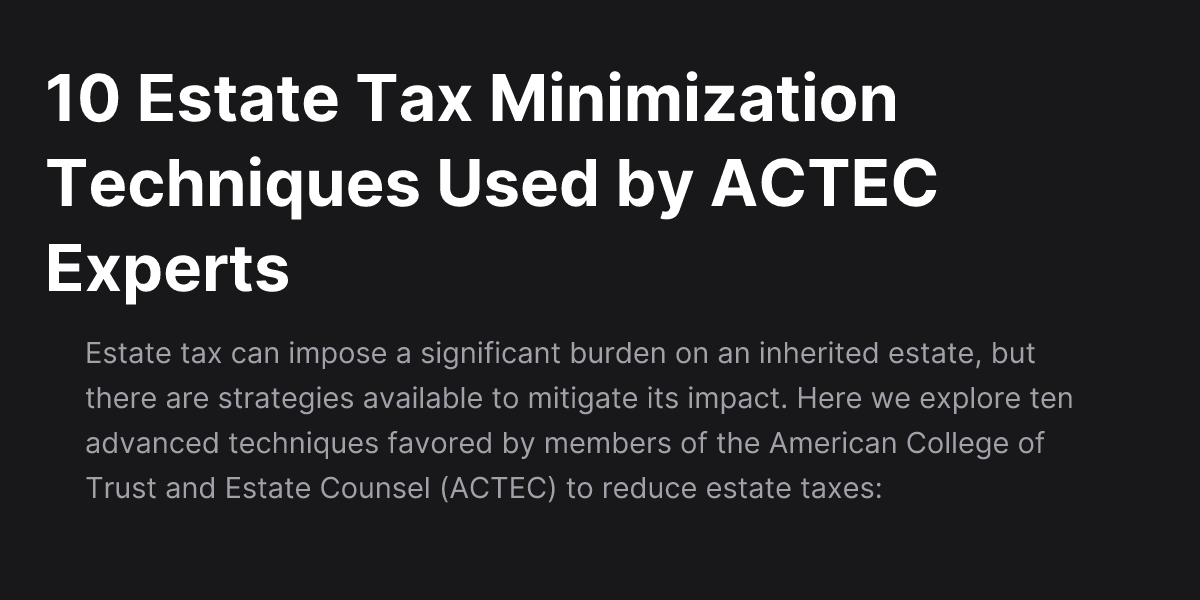 10 Estate Tax Minimization
Techniques Used by ACTEC
Experts
Estate tax can impose a significant burden on an inherited estate, but
there are strategies available to mitigate its impact. Here we explore ten
advanced techniques favored by members of the American College of
Trust and Estate Counsel (ACTEC) to reduce estate taxes: